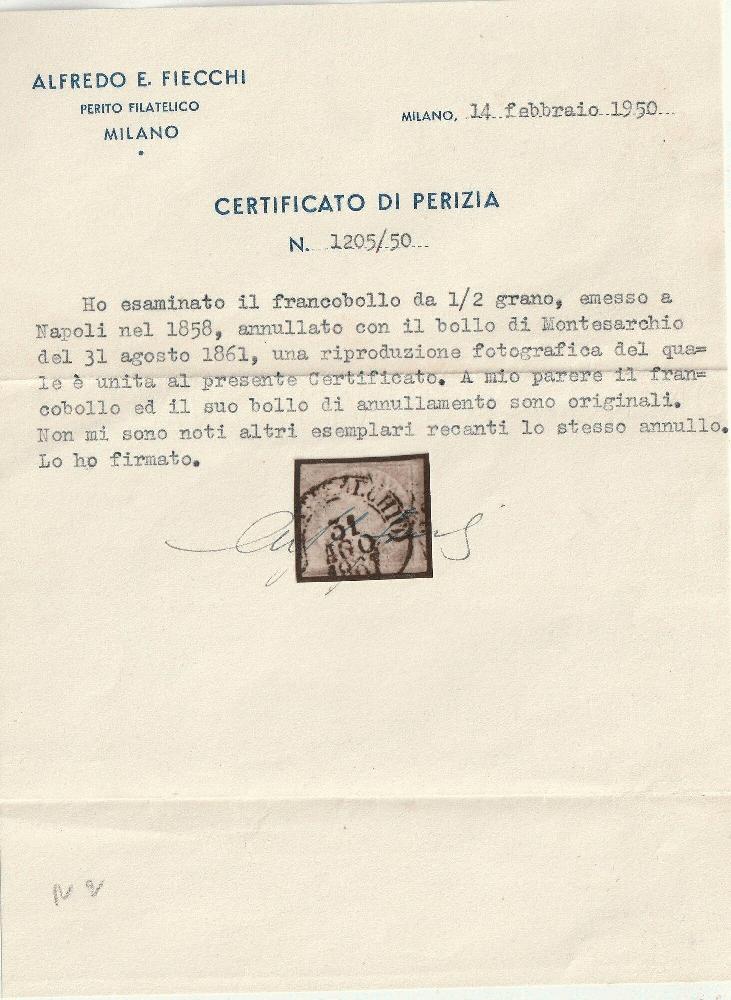 ALFREDO E. FIECCHI
PERITO FILATELICO
MILANO
MILANO, 14 febbraio 1950
CERTIFICATO DI PERIZIA
N. 1205/50
Ho esaminato il francobollo da 1/2 grano, emesso a
Napoli nel 1858, annullato con il bollo di Montesarchio
del 31 agosto 1861, una riproduzione fotografica del qua=
le è unita al presente Certificato. A mio parere il fran=
cobollo ed il suo bollo di annullamento sono originali.
Non mi sono noti altri esemplari recanti lo stesso annullo.
Lo ho firmato.
31
AGO
1861